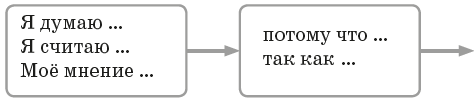 Я думаю ...
Я считаю ...
Моё мнение ...
потому что ...
так как ...